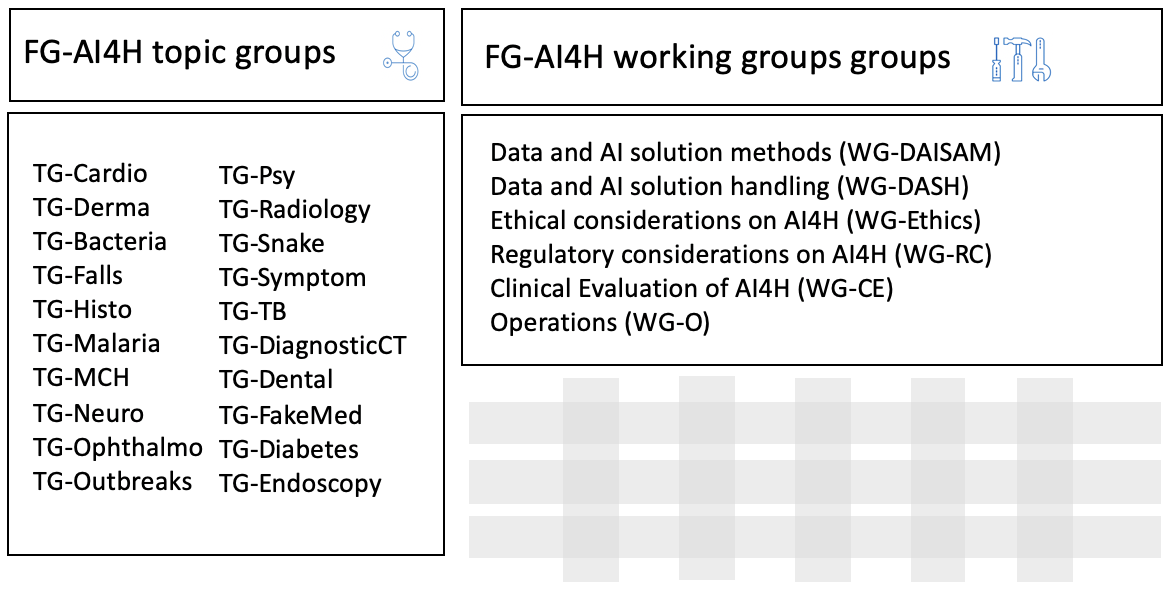 FG-AI4H topic groups
TG-Cardio
TG-Derma
TG-Bacteria
TG-Falls
TG-Histo
TG-Malaria
TG-MCH
TG-Neuro
TG-Ophthalmo
TG-Outbreaks
TG-Psy
TG-Radiology
TG-Snake
TG-Symptom
TG-TB
TG-DiagnosticCT
TG-Dental
TG-FakeMed
TG-Diabetes
TG-Endoscopy
FG-AI4H working groups groups
Data and AI solution methods (WG-DAISAM)
Data and AI solution handling (WG-DASH)
Ethical considerations on AI4H (WG-Ethics)
Regulatory considerations on AI4H (WG-RC)
Clinical Evaluation of AI4H (WG-CE)
Operations (WG-O)